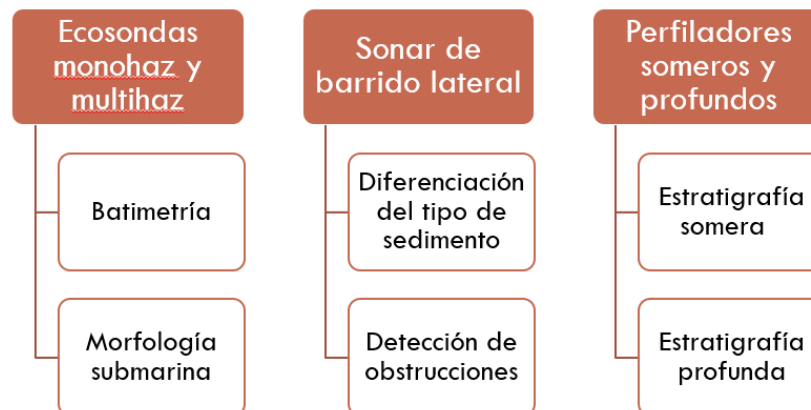 Ecosondas
monohaz y
multihaz
Batimetría
Morfología
submarina
Sonar de
barrido lateral
Diferenciación
del tipo de
sedimento
Detección de
obstrucciones
Perfiladores
someros y
profundos
Estratigrafía
somera
Estratigrafía
profunda